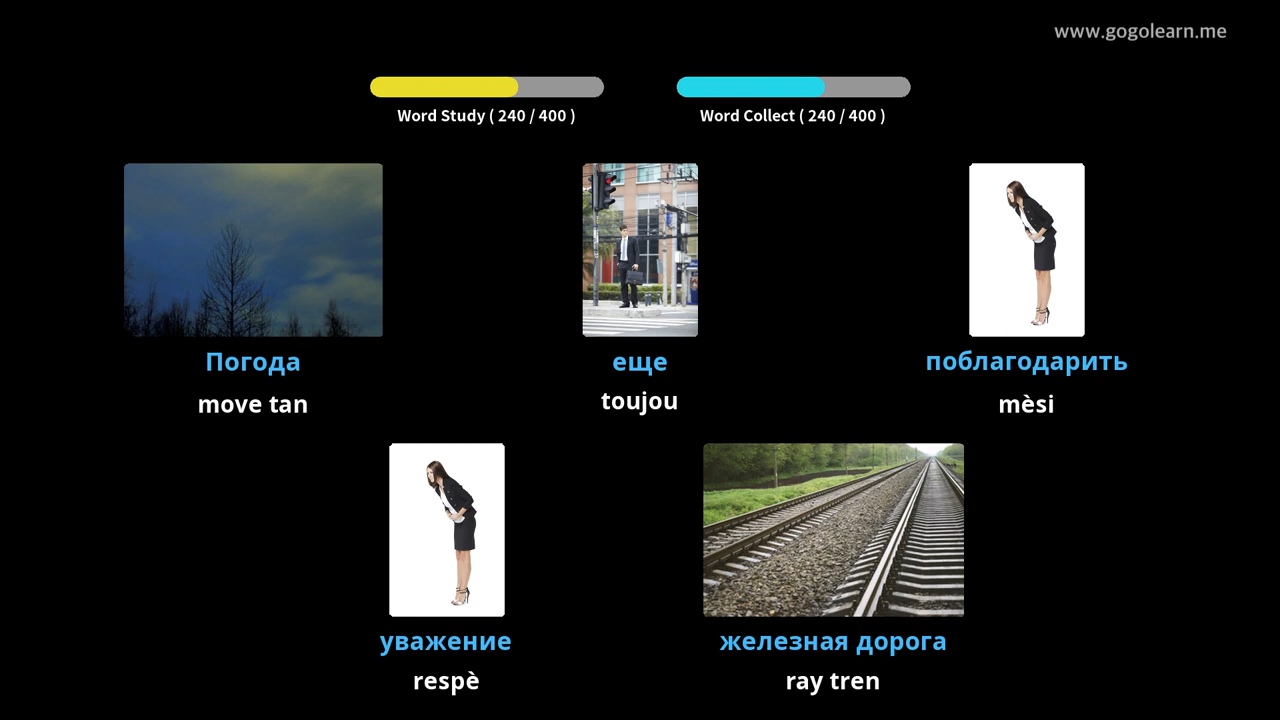 www.gogolearn.me
Word Study ( 240 / 400 )
Word Collect ( 240 / 400 )
Погода
move tan
еще
toujou
поблагодарить
mèsi
уважение
respè
железная дорога
ray tren